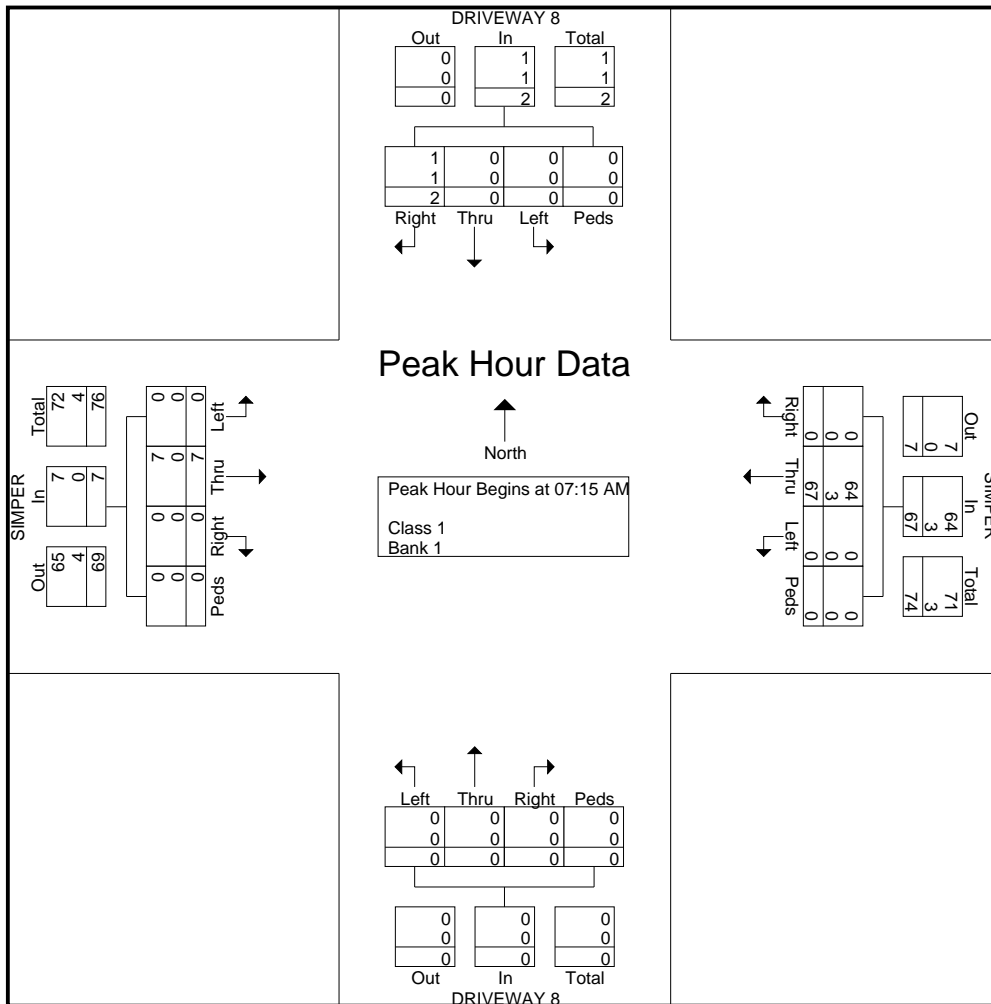 DRIVEWAY 8
Out In Total
0 1 1
0 1 1
0 2 2
1 0 0 0
1 0 0 0
2 0 0 0
Right Thru Left Peds
Peak Hour Data
North
Peak Hour Begins at 07:15 AM
Class 1
Bank 1
SIMPER
Total
72
4
76
In
7
0
7
Out
65
4
69
Left
0
0
0
Thru
7
0
7
Right
0
0
0
Peds
0
0
0
Right
0
0
0
Thru
64
3
67
Left
0
0
0
Peds
0
0
0
Out
7
0
7
In
64
3
67
Total
71
3
74
SIMPER
Left Thru Right Peds
0 0 0 0
0 0 0 0
0 0 0 0
0 0 0
0 0 0
0 0 0
Out In Total
DRIVEWAY 8